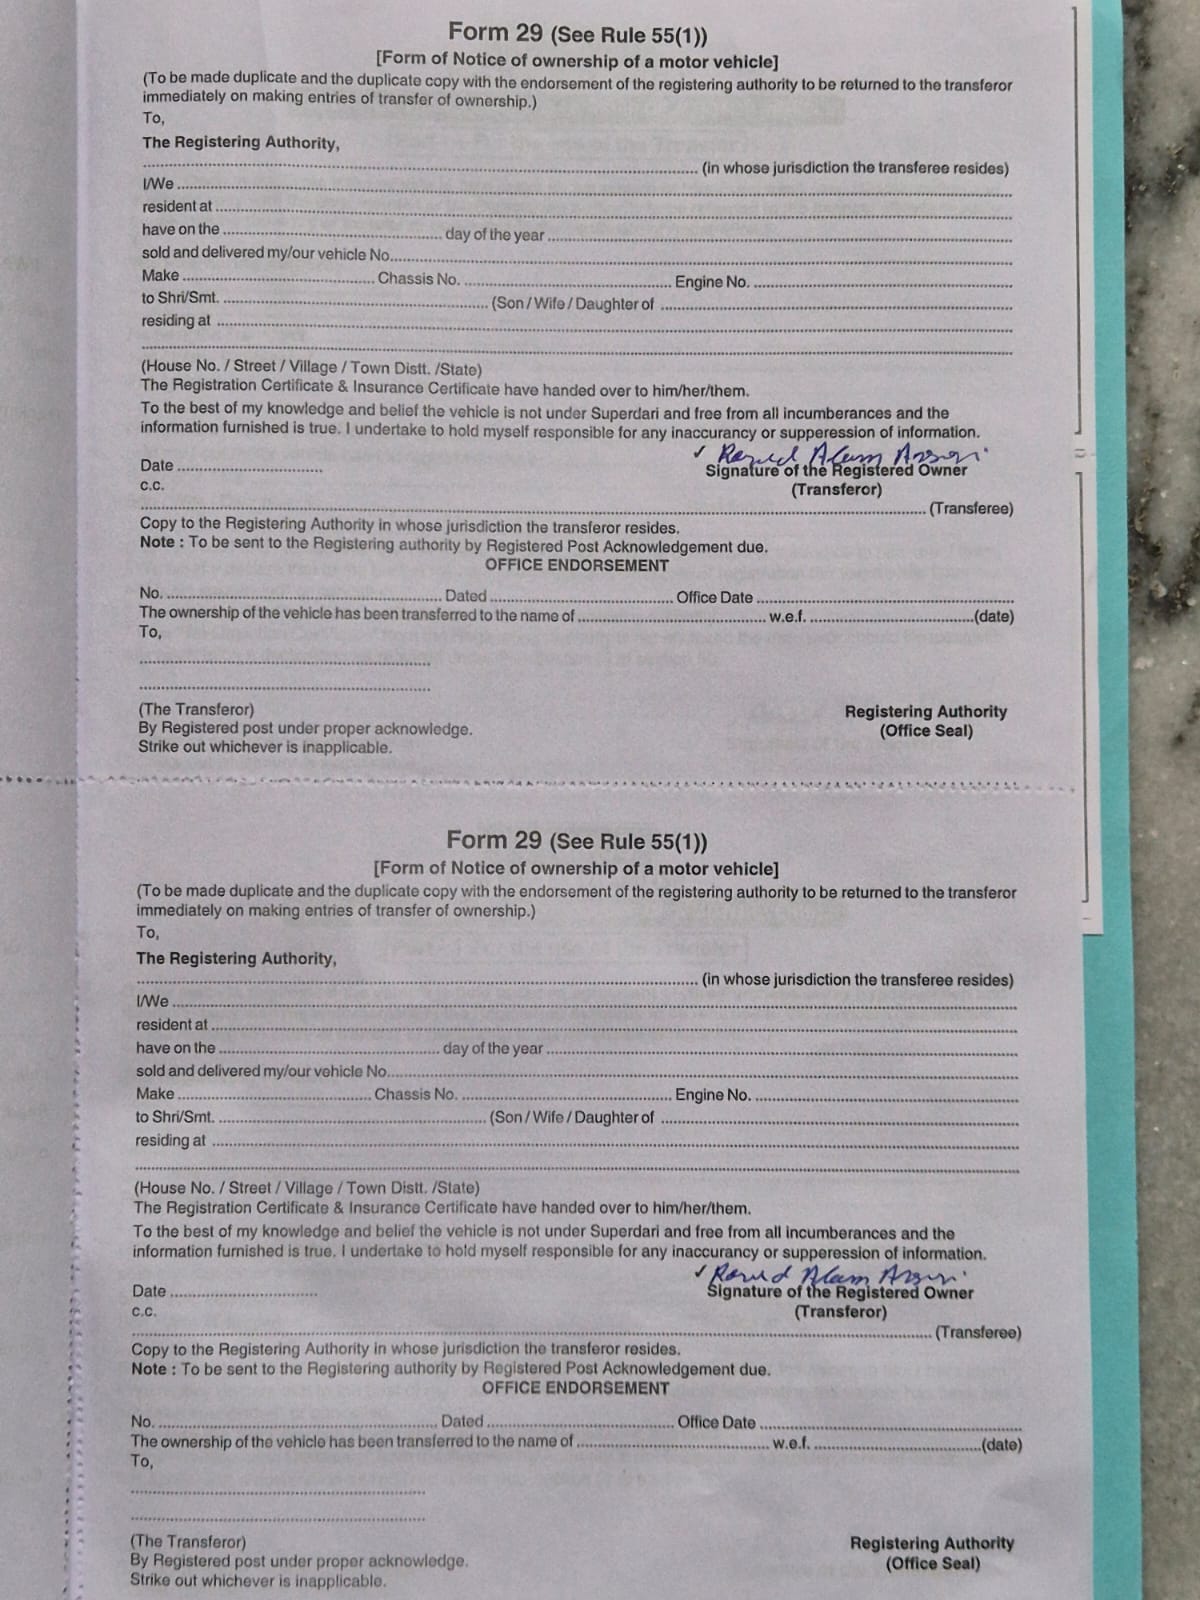 Form 29 (See Rule 55(1))
[Form of Notice of ownership of a motor vehicle]
(To be made duplicate and the duplicate copy with the endorsement of the registering authority to be returned to the transferor
immediately on making entries of transfer of ownership.)
To,
The Registering Authority,
(in whose jurisdiction the transferee resides)
I/We
resident at
have on the day of the year
sold and delivered my/our vehicle No.
Make Chassis No. Engine No.
to Shri/Smt. (Son / Wife / Daughter of
residing at
(House No. / Street / Village / Town Distt. /State)
The Registration Certificate & Insurance Certificate have handed over to him/her/them.
To the best of my knowledge and belief the vehicle is not under Superdari and free from all incumberances and the
information furnished is true. I undertake to hold myself responsible for any inaccurancy or supperession of information.
✓ Alam
Date Signature of the Registered Owner
c.c. (Transferor)
(Transferee)
Copy to the Registering Authority in whose jurisdiction the transferor resides.
Note : To be sent to the Registering authority by Registered Post Acknowledgement due.
OFFICE ENDORSEMENT
No. Dated Office Date
The ownership of the vehicle has been transferred to the name of w.e.f. (date)
To,
(The Transferor) Registering Authority
By Registered post under proper acknowledge. (Office Seal)
Strike out whichever is inapplicable.
Form 29 (See Rule 55(1))
[Form of Notice of ownership of a motor vehicle]
(To be made duplicate and the duplicate copy with the endorsement of the registering authority to be returned to the transferor
immediately on making entries of transfer of ownership.)
To,
The Registering Authority,
(in whose jurisdiction the transferee resides)
I/We
resident at
have on the day of the year
sold and delivered my/our vehicle No.
Make Chassis No. Engine No.
to Shri/Smt. (Son / Wife / Daughter of
residing at
(House No. / Street / Village / Town Distt. /State)
The Registration Certificate & Insurance Certificate have handed over to him/her/them.
To the best of my knowledge and belief the vehicle is not under Superdari and free from all incumberances and the
information furnished is true. I undertake to hold myself responsible for any inaccurancy or supperession of information.
✓ Alam
Date Signature of the Registered Owner
c.c. (Transferor)
(Transferee)
Copy to the Registering Authority in whose jurisdiction the transferor resides.
Note : To be sent to the Registering authority by Registered Post Acknowledgement due.
OFFICE ENDORSEMENT
No. Dated Office Date
The ownership of the vehicle has been transferred to the name of w.e.f. (date)
To,
(The Transferor) Registering Authority
By Registered post under proper acknowledge. (Office Seal)
Strike out whichever is inapplicable.